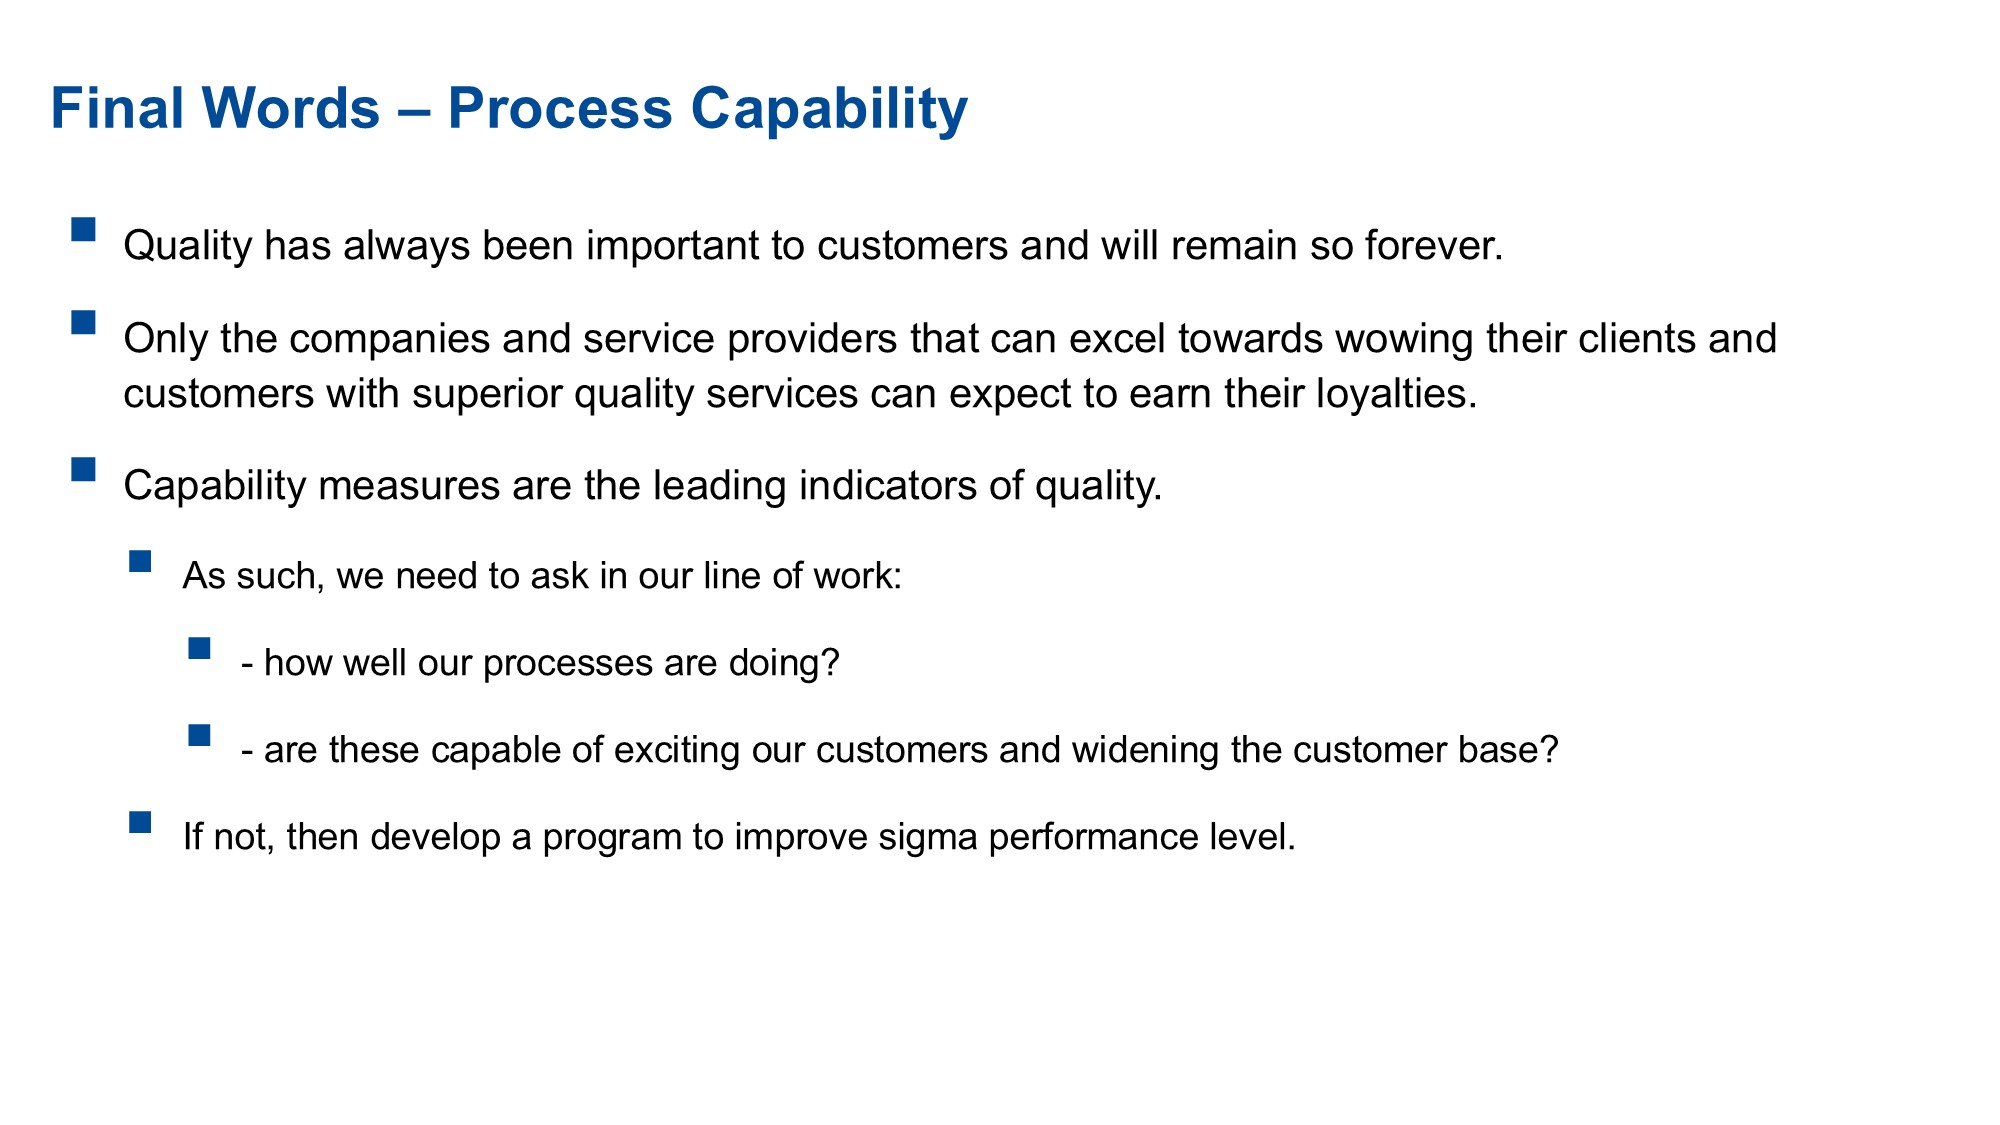 Final Words – Process Capability
Quality has always been important to customers and will remain so forever.
Only the companies and service providers that can excel towards wowing their clients and
customers with superior quality services can expect to earn their loyalties.
Capability measures are the leading indicators of quality.
As such, we need to ask in our line of work:
- how well our processes are doing?
- are these capable of exciting our customers and widening the customer base?
If not, then develop a program to improve sigma performance level.